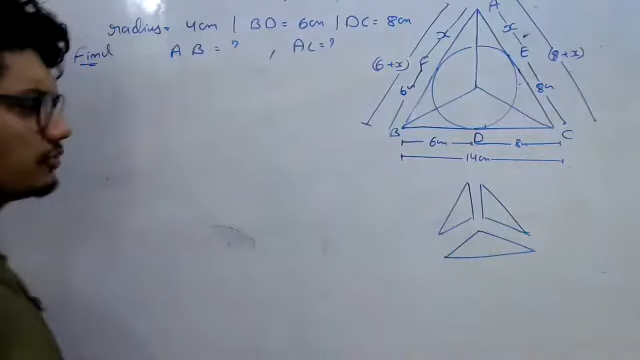 radius = 4cm | BD = 6cm | DC = 8cm
Find AB = ? , AC = ?
A
x
x
F
E
(6+x)
(8+x)
6cm
8cm
B
D
C
6cm
8cm
14cm